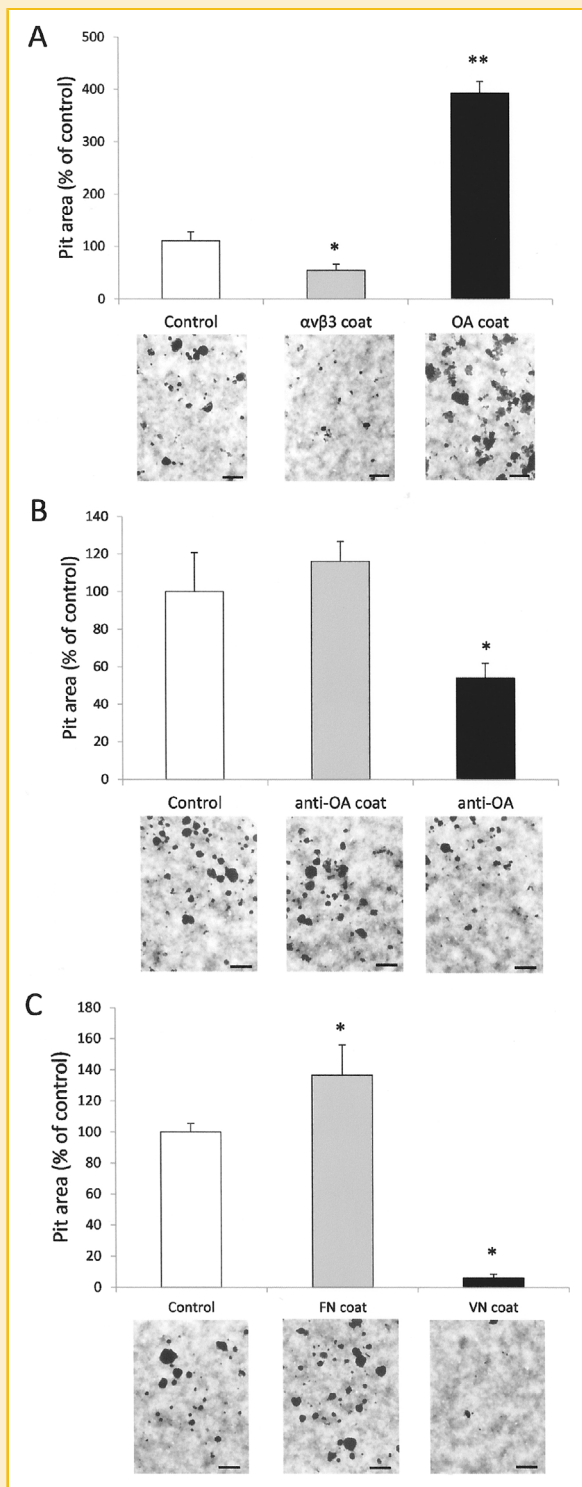 A
500
400
300
200
100
0
Pit area (% of control)
*
**
Control
αvβ3 coat
OA coat
B
140
120
100
80
60
40
20
0
Pit area (% of control)
*
Control
anti-OA coat
anti-OA
C
180
160
140
120
100
80
60
40
20
0
Pit area (% of control)
*
*
Control
FN coat
VN coat